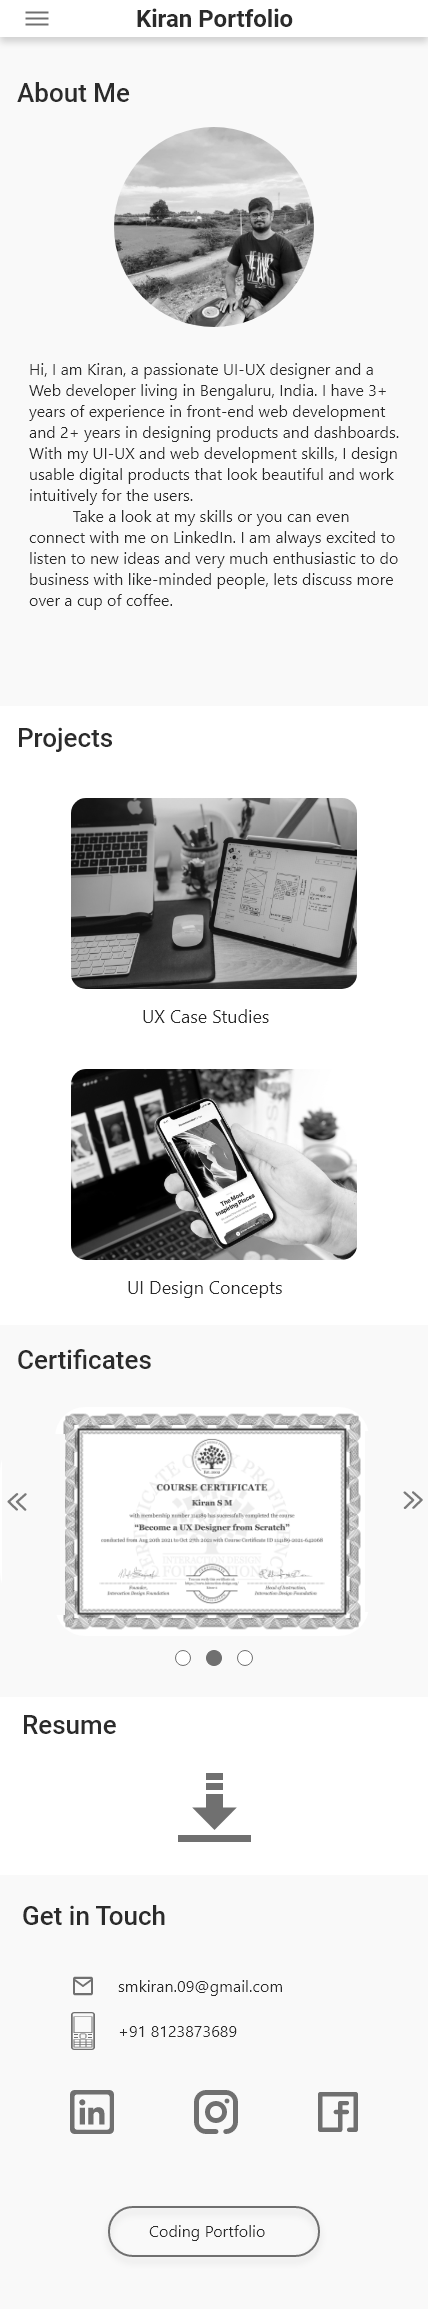 Kiran Portfolio
About Me
JEANS
Hi, I am Kiran, a passionate UI-UX designer and a
Web developer living in Bengaluru, India. I have 3+
years of experience in front-end web development
and 2+ years in designing products and dashboards.
With my UI-UX and web development skills, I design
usable digital products that look beautiful and work
intuitively for the users.
Take a look at my skills or you can even
connect with me on LinkedIn. I am always excited to
listen to new ideas and very much enthusiastic to do
business with like-minded people, lets discuss more
over a cup of coffee.
Projects
UX Case Studies
The Most
Inspiring Places
UI Design Concepts
Certificates
COURSE CERTIFICATE
Kiran S M
with membership number 314189 has successfully completed the course
“Become a UX Designer from Scratch”
conducted from Aug 20th 2021 to Oct 27th 2021 with Course Certificate ID
INTERACTION DESIGN
FOUNDATION
Founder,
Interaction Design Foundation
Head of Instruction,
Interaction Design Foundation
Resume
Get in Touch
smkiran.09@gmail.com
+91 8123873689
in
Coding Portfolio